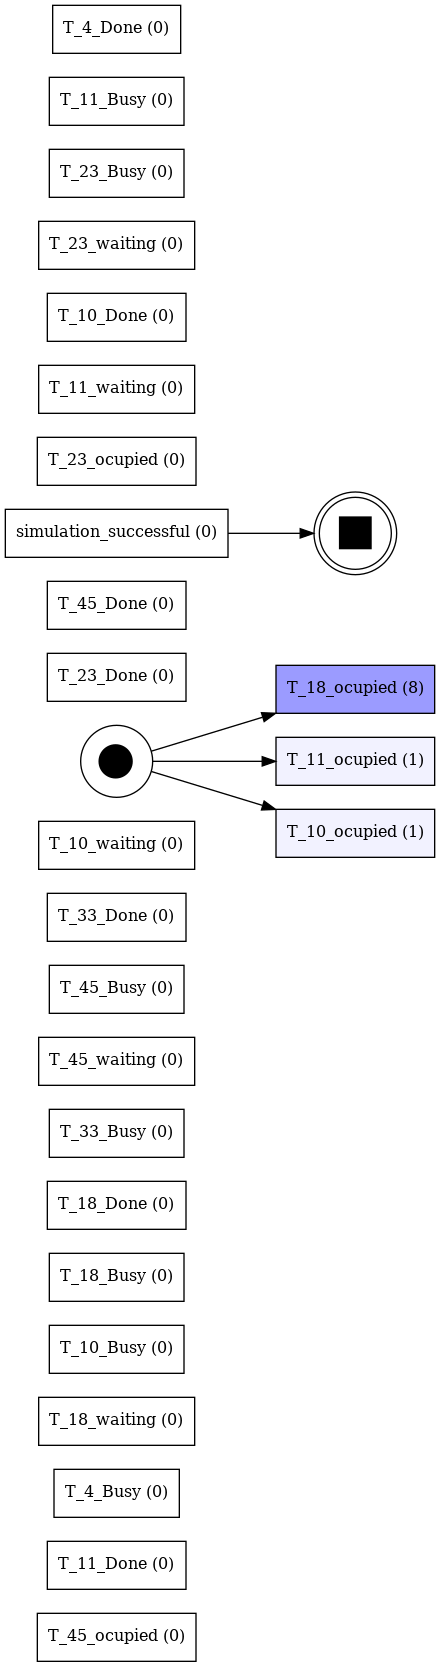 T_4_Done (0)
T_11_Busy (0)
T_23_Busy (0)
T_23_waiting (0)
T_10_Done (0)
T_11_waiting (0)
T_23_ocupied (0)
simulation_successful (0)
T_45_Done (0)
T_23_Done (0)
T_18_ocupied (8)
T_11_ocupied (1)
T_10_ocupied (1)
T_10_waiting (0)
T_33_Done (0)
T_45_Busy (0)
T_45_waiting (0)
T_33_Busy (0)
T_18_Done (0)
T_18_Busy (0)
T_10_Busy (0)
T_18_waiting (0)
T_4_Busy (0)
T_11_Done (0)
T_45_ocupied (0)